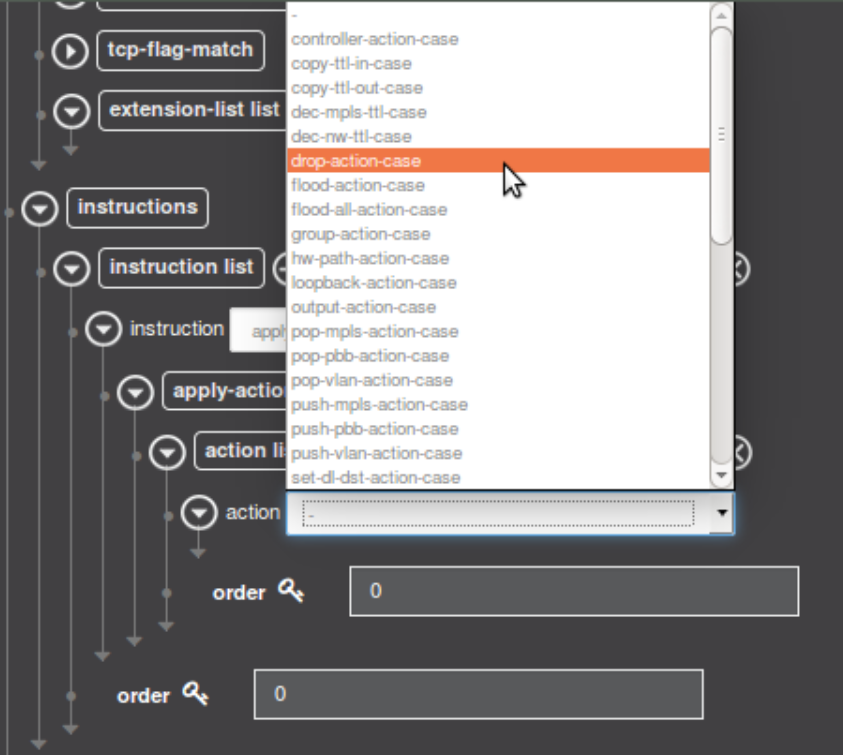 -
controller-action-case
tcp-flag-match
copy-ttl-in-case
copy-ttl-out-case
extension-list list
dec-mpls-ttl-case
dec-nw-ttl-case
drop-action-case
flood-action-case
instructions
flood-all-action-case
group-action-case
instruction list
hw-path-action-case
loopback-action-case
output-action-case
instruction
pop-mpls-action-case
pop-pbb-action-case
pop-vlan-action-case
apply-actio
push-mpls-action-case
push-pbb-action-case
action li
push-vlan-action-case
set-dl-dst-action-case
action -
order 0
order 0